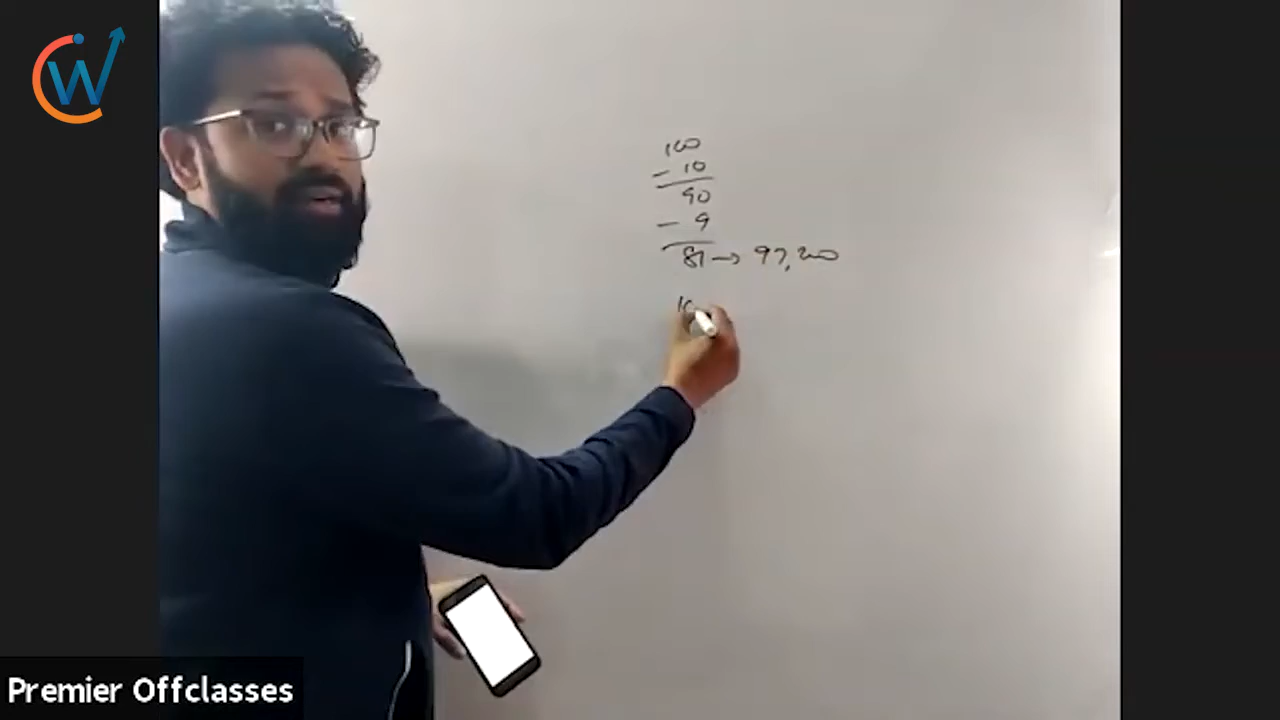 W
100
- 10
90
- 9
81 → 97,200
Premier Offclasses